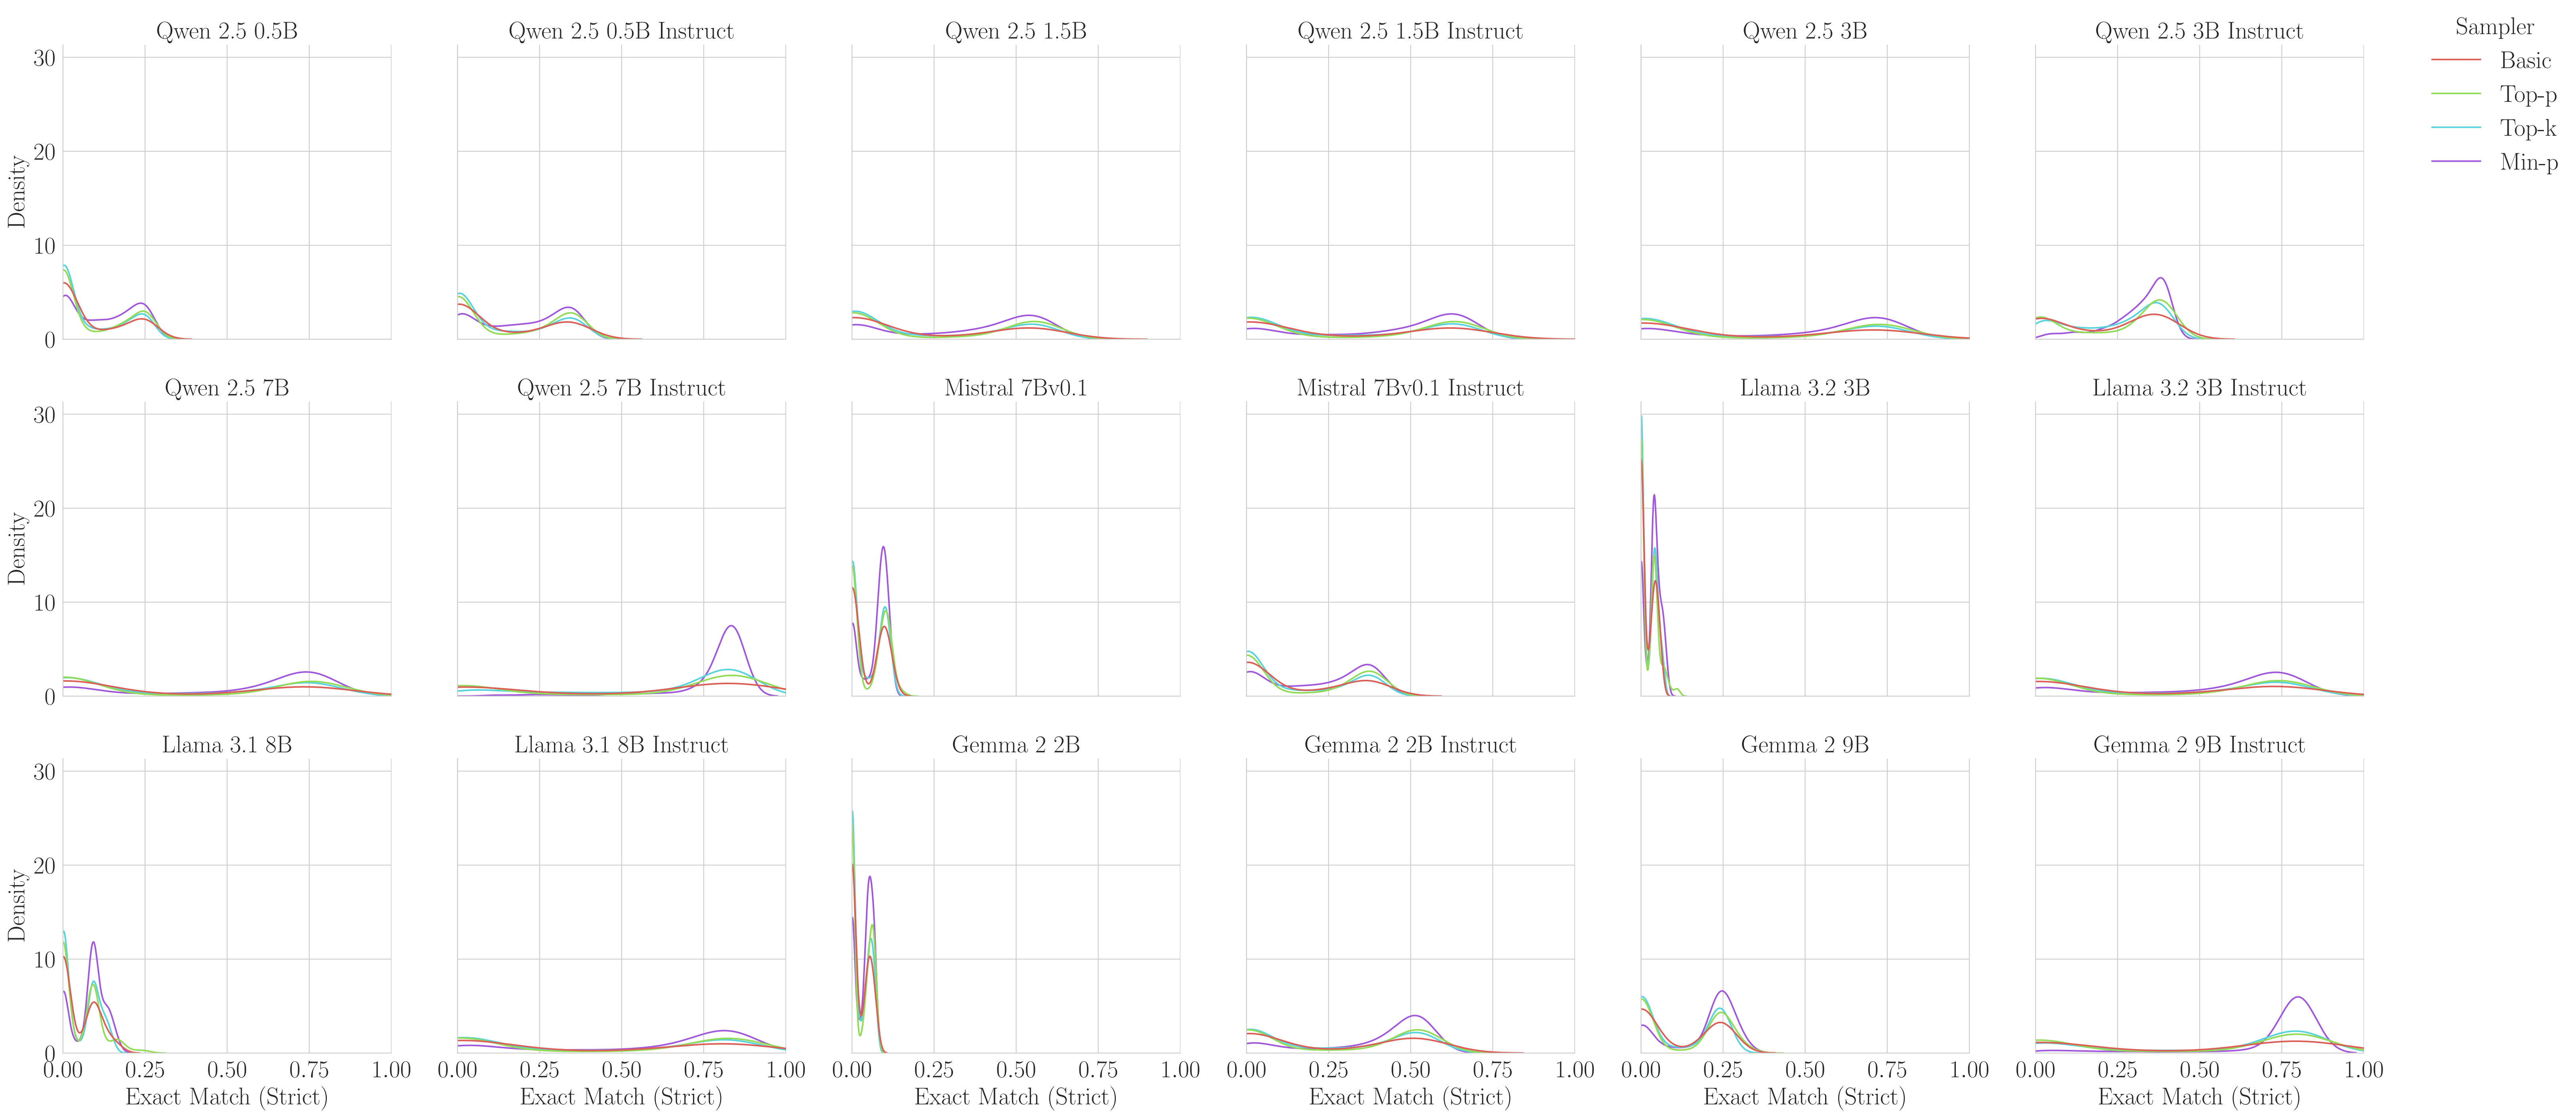 Qwen 2.5 0.5B
Qwen 2.5 0.5B Instruct
Qwen 2.5 1.5B
Qwen 2.5 1.5B Instruct
Qwen 2.5 3B
Qwen 2.5 3B Instruct
Sampler
Basic
Top-p
Top-k
Min-p
30
20
10
0
Density
Qwen 2.5 7B
Qwen 2.5 7B Instruct
Mistral 7Bv0.1
Mistral 7Bv0.1 Instruct
Llama 3.2 3B
Llama 3.2 3B Instruct
30
20
10
0
Density
Llama 3.1 8B
Llama 3.1 8B Instruct
Gemma 2 2B
Gemma 2 2B Instruct
Gemma 2 9B
Gemma 2 9B Instruct
30
20
10
0
Density
0.00 0.25 0.50 0.75 1.00
0.00 0.25 0.50 0.75 1.00
0.00 0.25 0.50 0.75 1.00
0.00 0.25 0.50 0.75 1.00
0.00 0.25 0.50 0.75 1.00
0.00 0.25 0.50 0.75 1.00
Exact Match (Strict)
Exact Match (Strict)
Exact Match (Strict)
Exact Match (Strict)
Exact Match (Strict)
Exact Match (Strict)